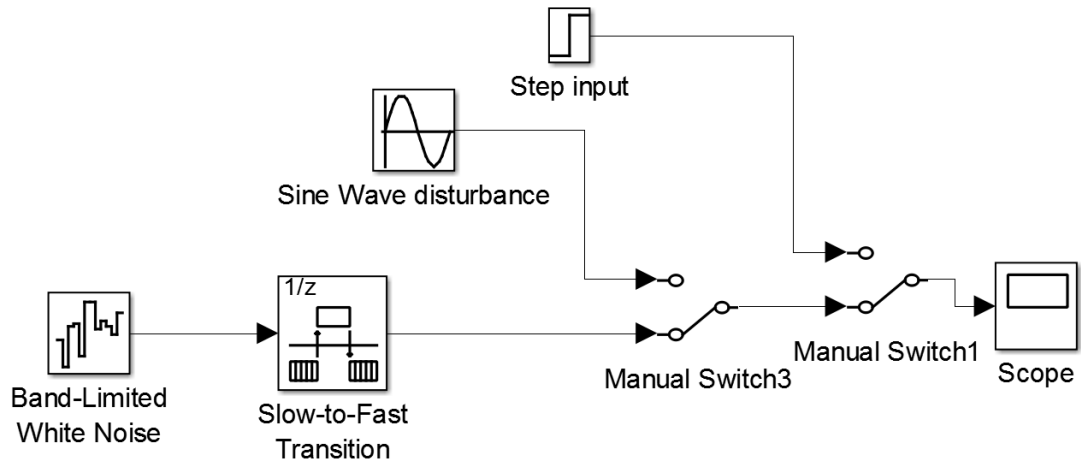 Step input
Sine Wave disturbance
1/z
Band-Limited
White Noise
Slow-to-Fast
Transition
Manual Switch3
Manual Switch1
Scope